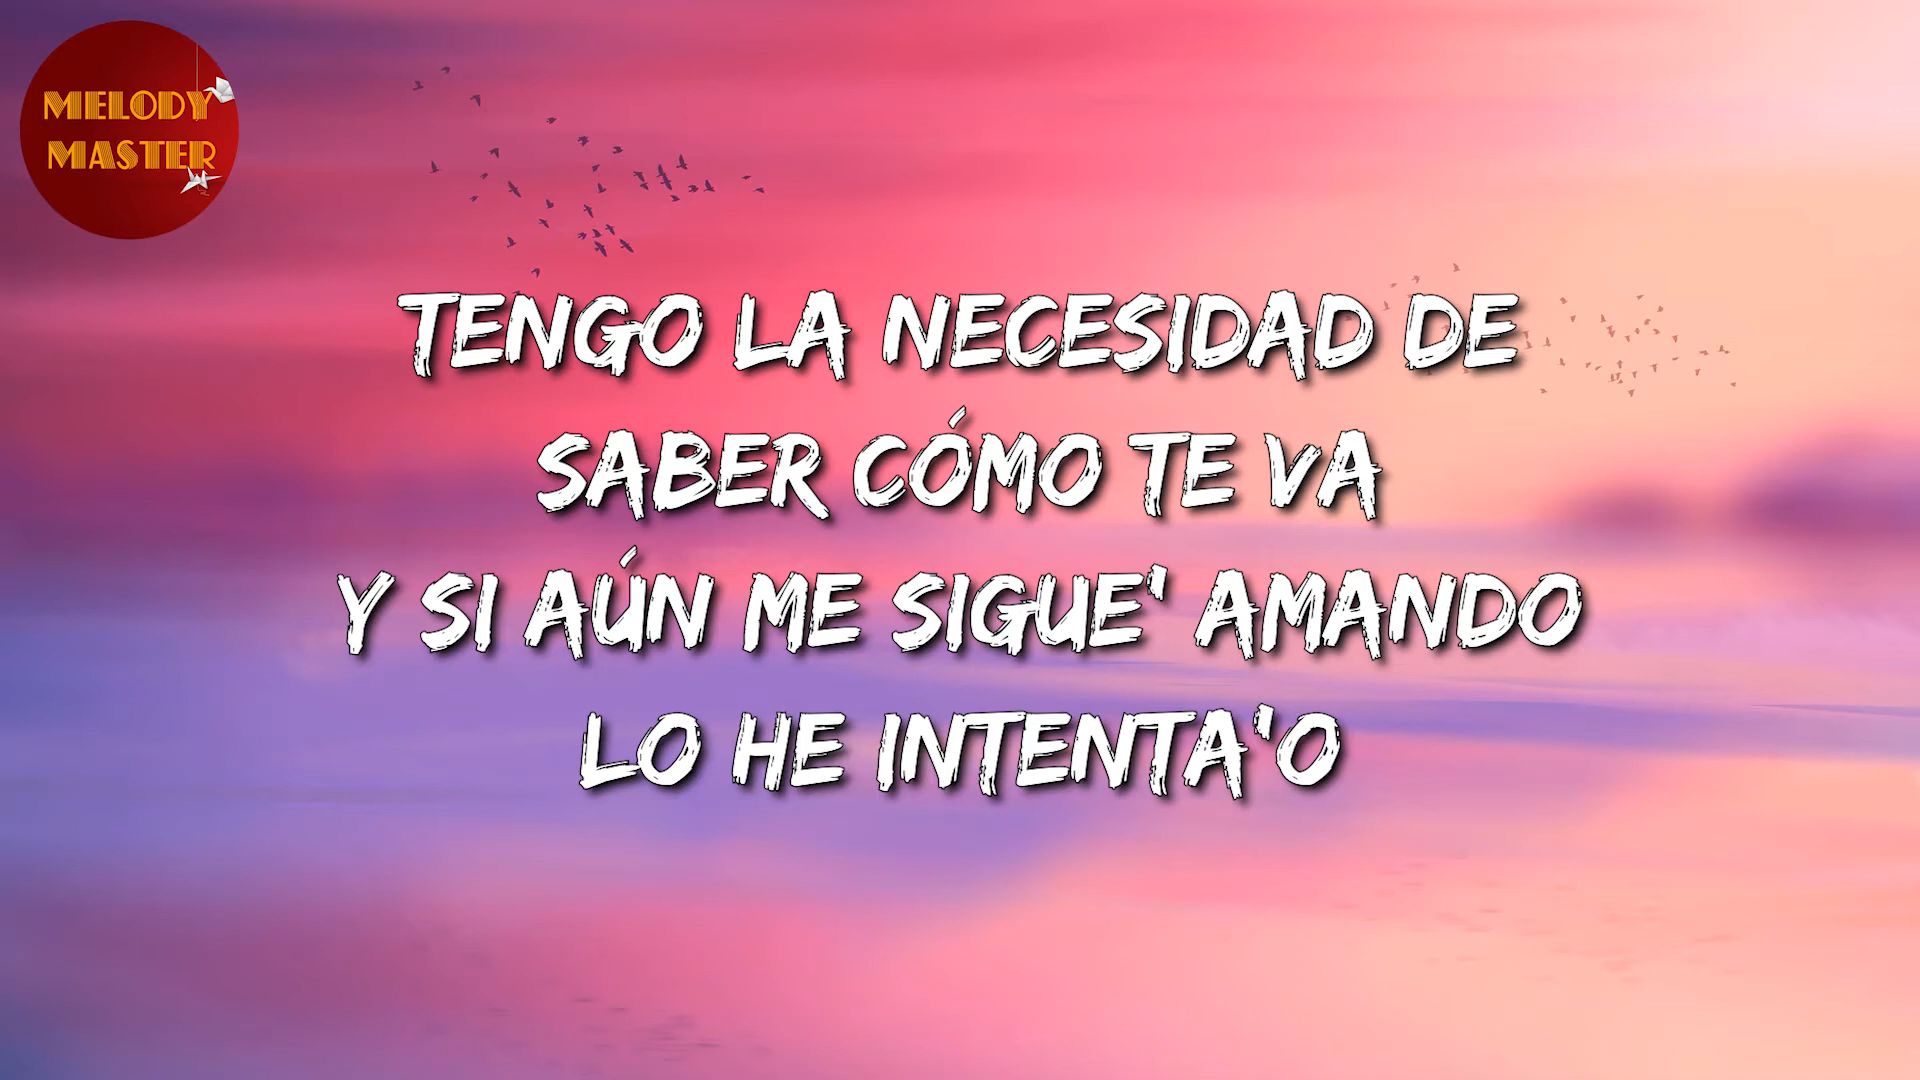 MELODY
MASTER
TENGO LA NECESIDAD DE
SABER CÓMO TE VA
Y SI AÚN ME SIGUE' AMANDO
LO HE INTENTA'O